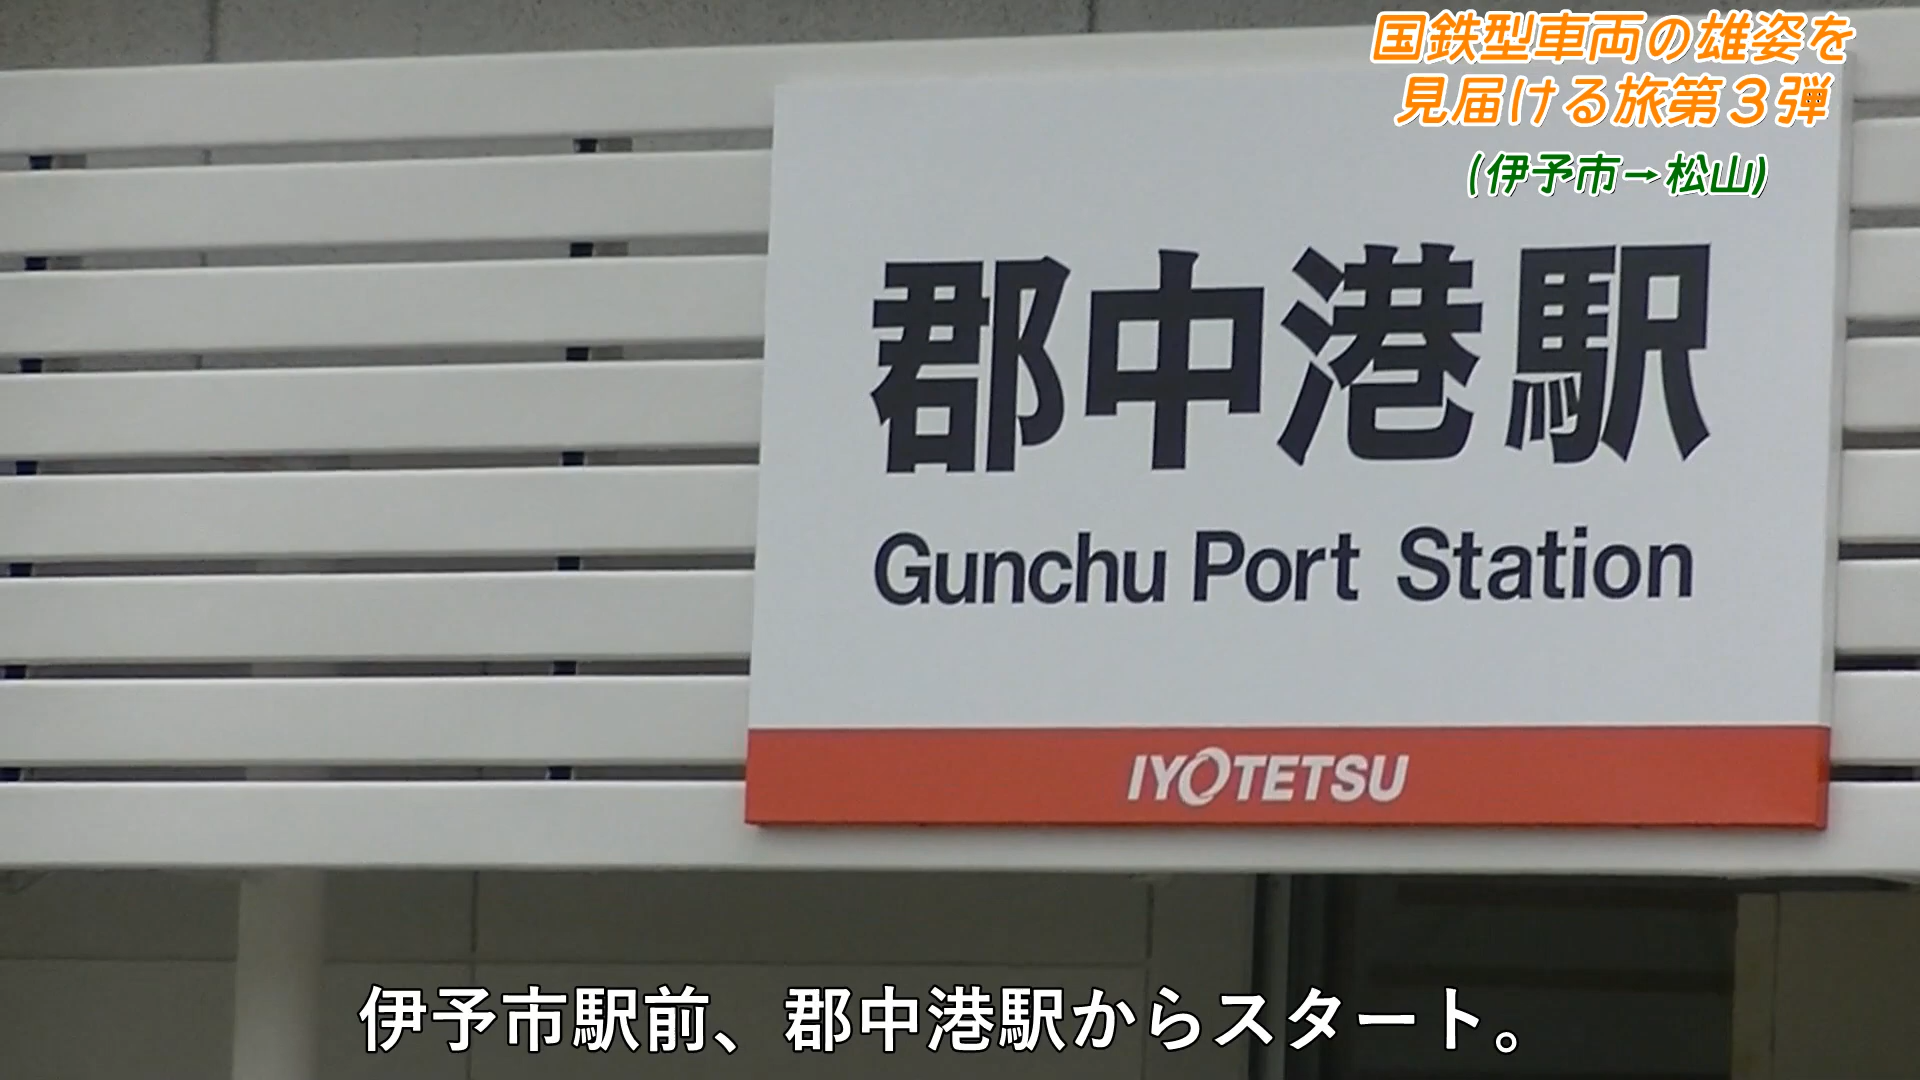 国鉄型車両の雄姿を
見届ける旅第３弾
(伊予市→松山)
郡中港駅
Gunchu Port Station
IYOTETSU
伊予市駅前、郡中港駅からスタート。